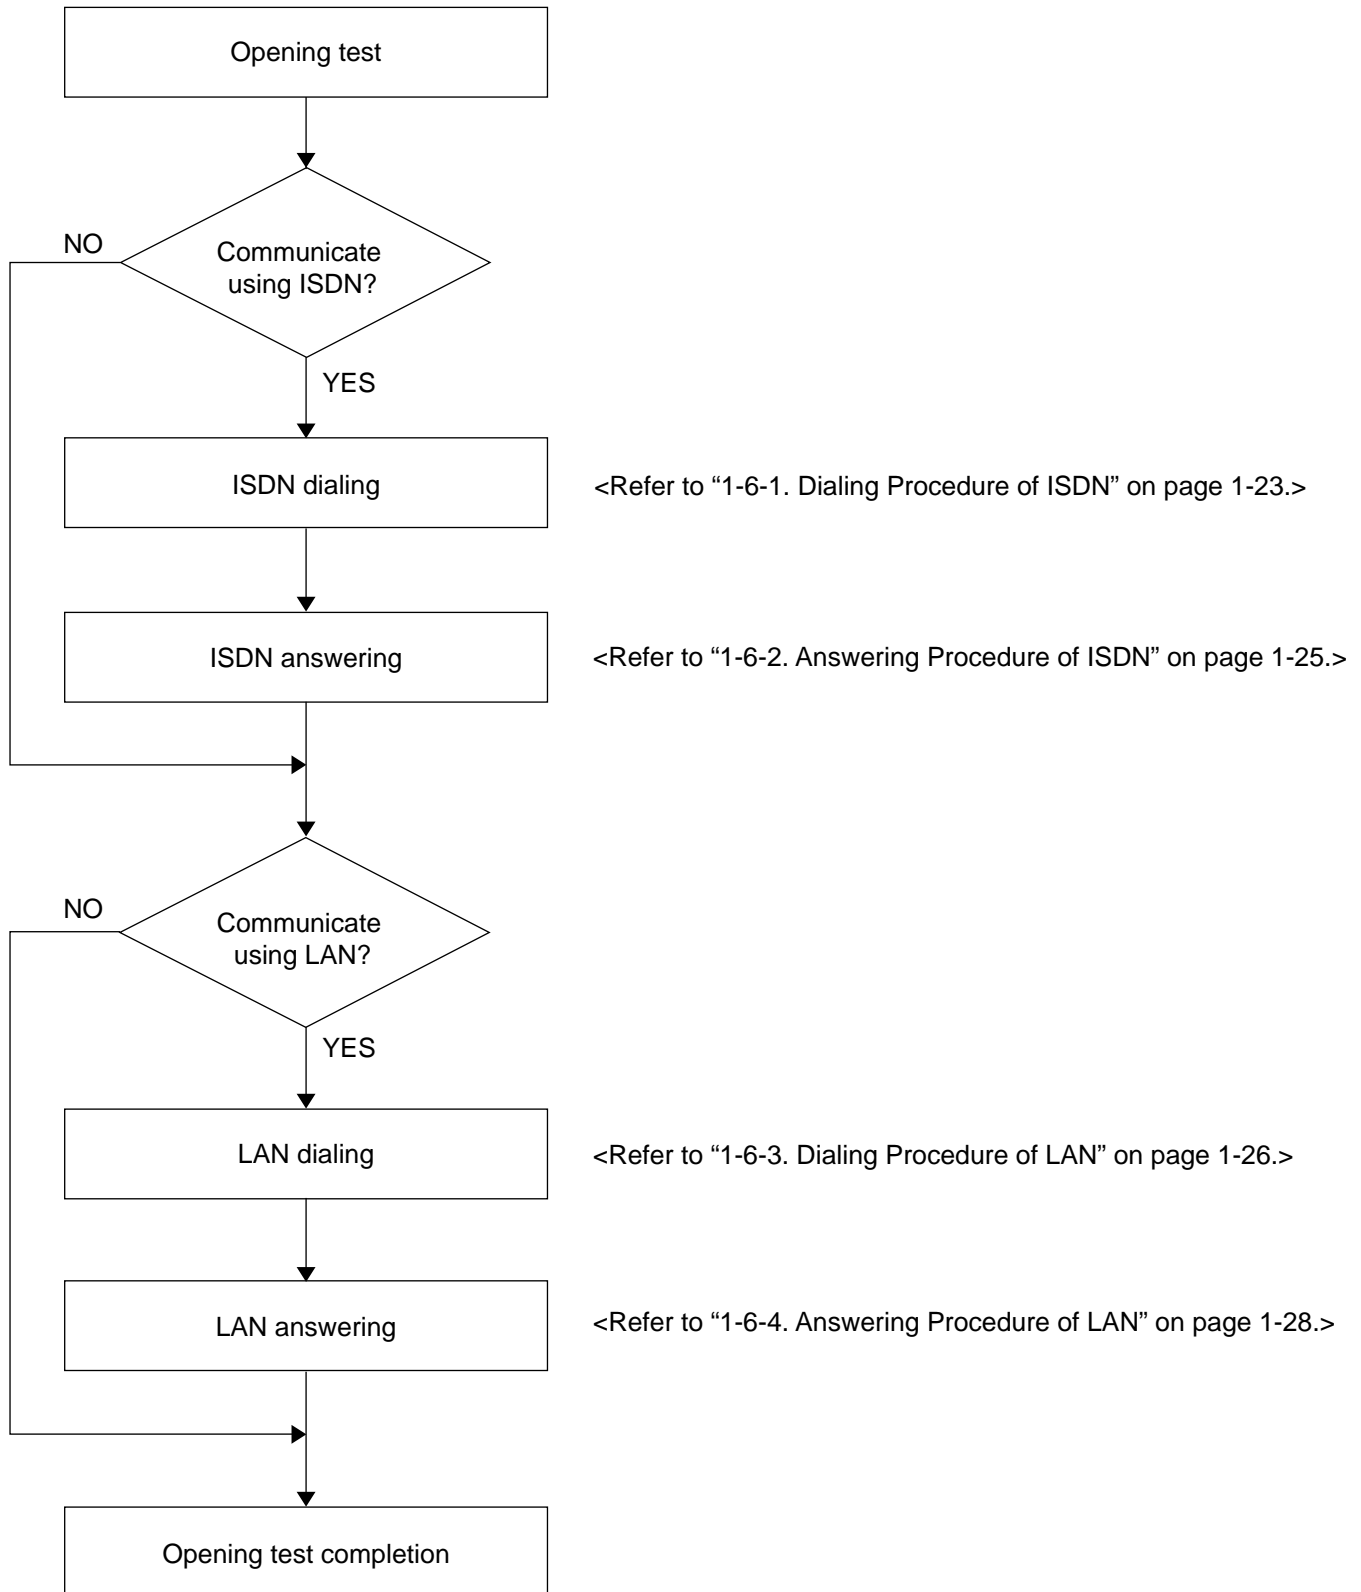 Opening test
NO
Communicate
using ISDN?
YES
ISDN dialing
<Refer to “1-6-1. Dialing Procedure of ISDN” on page 1-23.>
ISDN answering
<Refer to “1-6-2. Answering Procedure of ISDN” on page 1-25.>
NO
Communicate
using LAN?
YES
LAN dialing
<Refer to “1-6-3. Dialing Procedure of LAN” on page 1-26.>
LAN answering
<Refer to “1-6-4. Answering Procedure of LAN” on page 1-28.>
Opening test completion